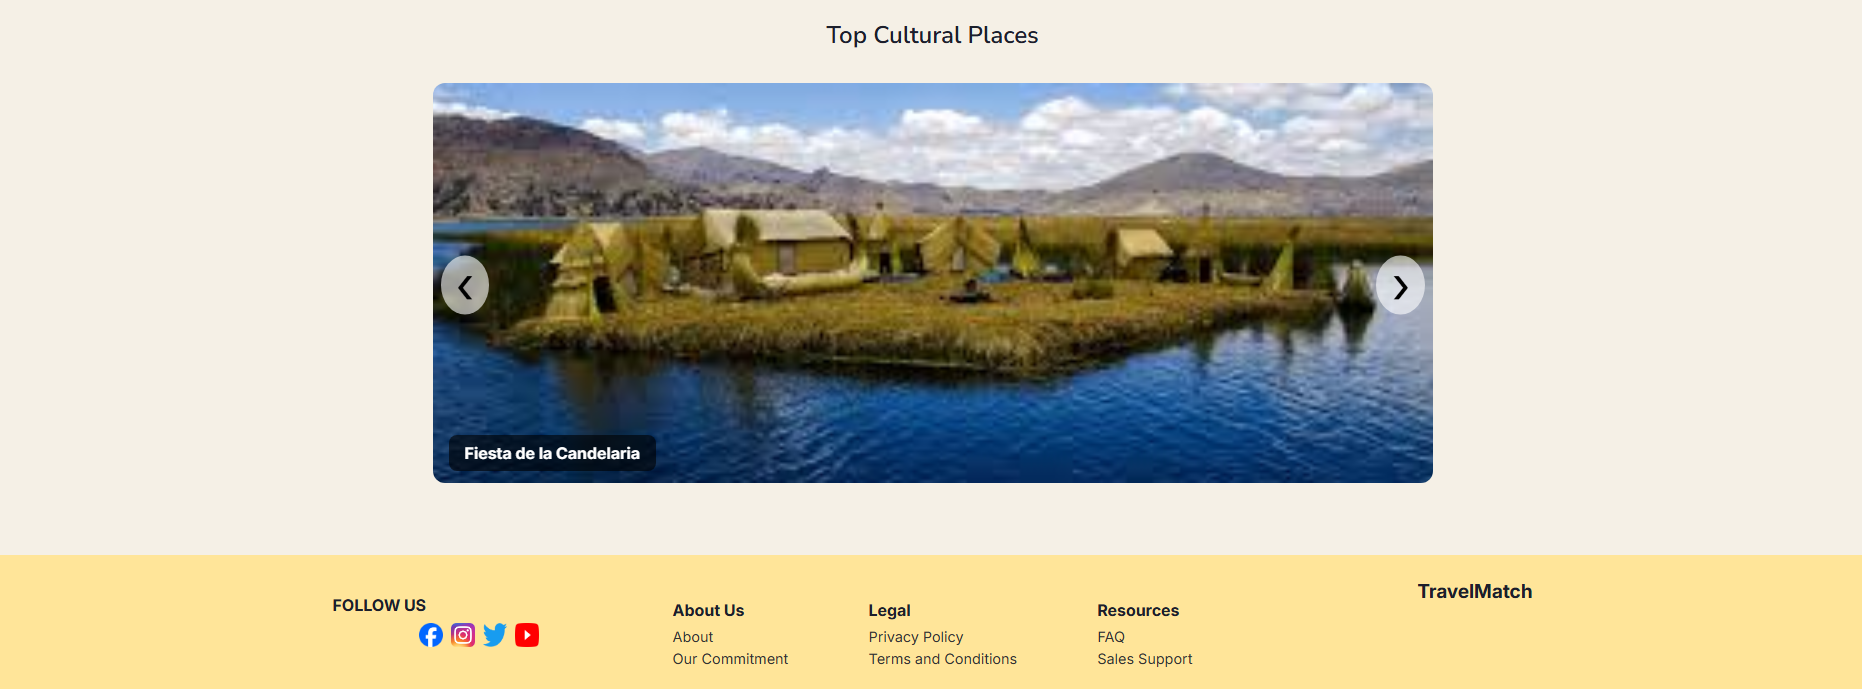 Top Cultural Places
❮
❯
Fiesta de la Candelaria
FOLLOW US
About Us
About
Our Commitment
Legal
Privacy Policy
Terms and Conditions
Resources
FAQ
Sales Support
TravelMatch